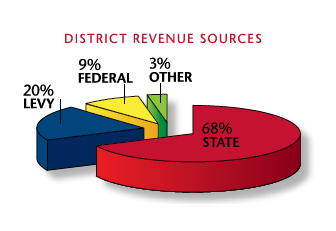 DISTRICT REVENUE SOURCES
3%
OTHER
9%
FEDERAL
20%
LEVY
68%
STATE